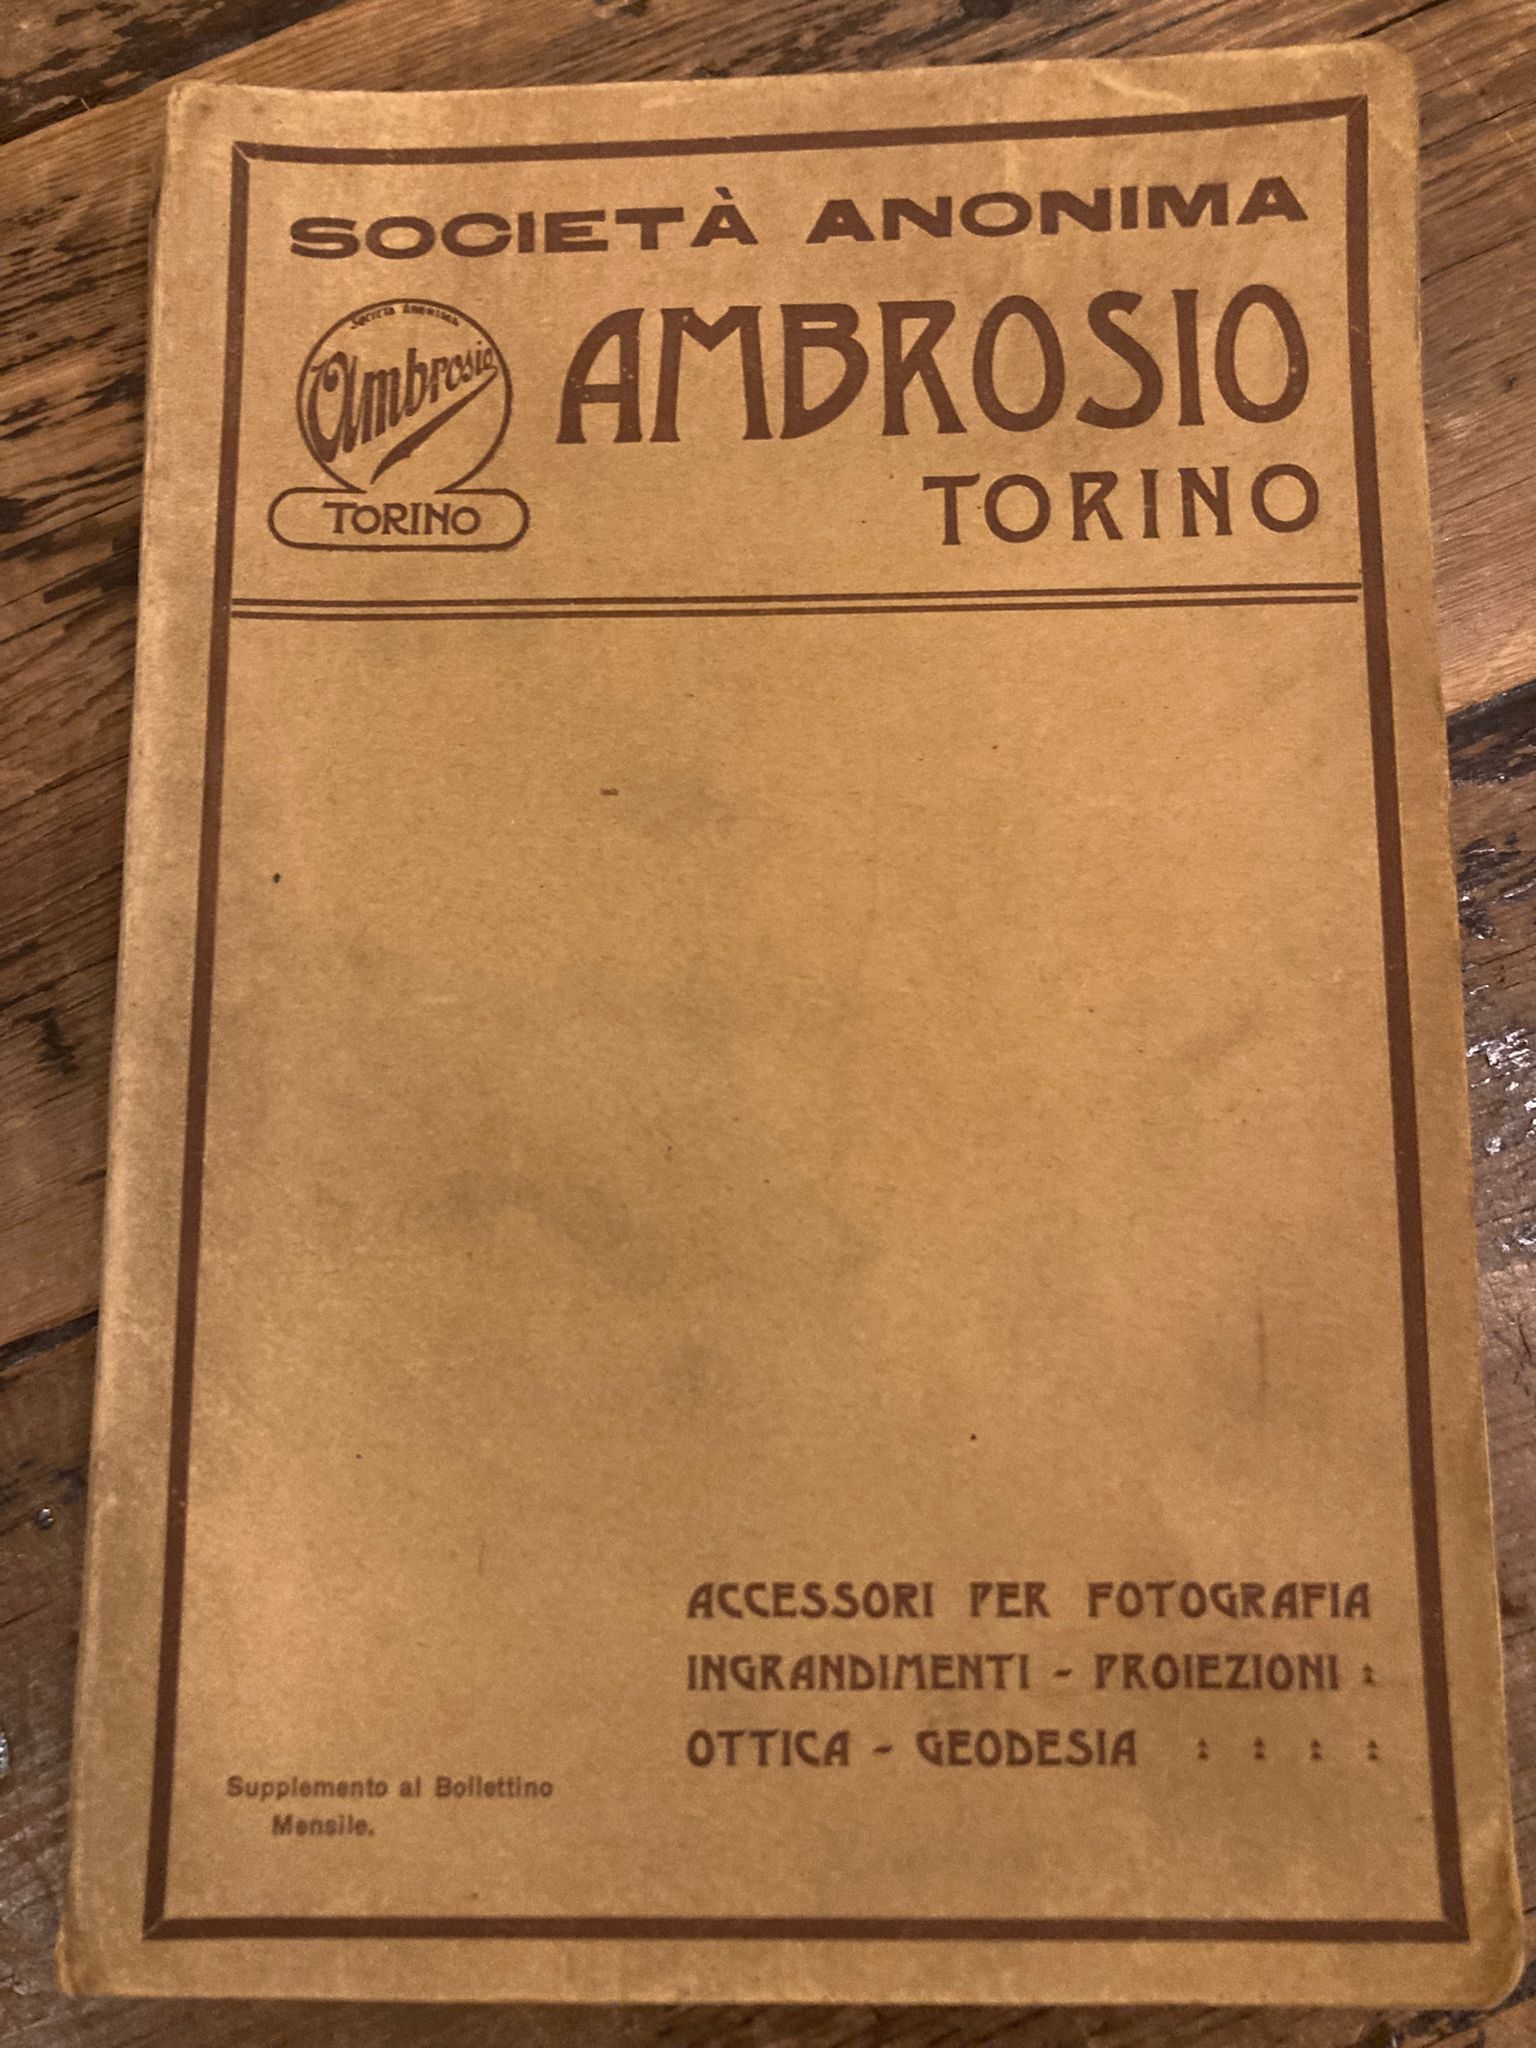 SOCIETÀ ANONIMA
Società Anonima
Ambrosio
TORINO
AMBROSIO
TORINO
ACCESSORI PER FOTOGRAFIA
INGRANDIMENTI - PROIEZIONI :
OTTICA - GEODESIA : : : :
Supplemento al Bollettino
Mensile.